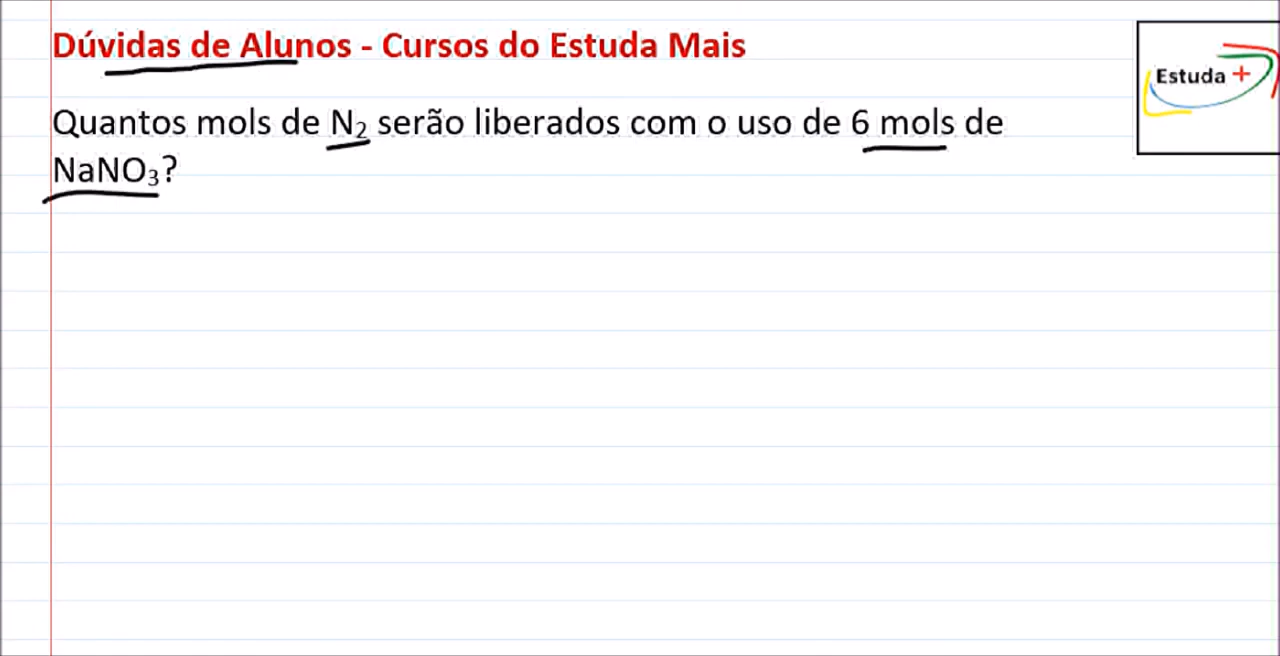 Dúvidas de Alunos - Cursos do Estuda Mais
Estuda +
Quantos mols de N₂ serão liberados com o uso de 6 mols de
NaNO₃?